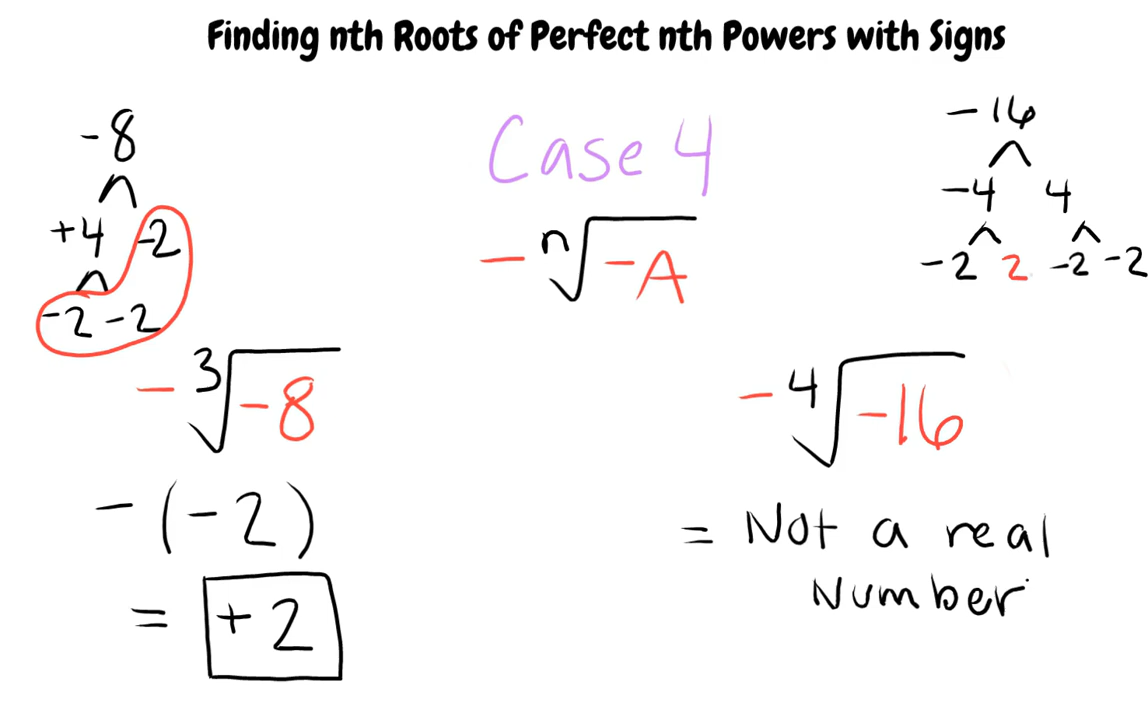 Finding nth Roots of Perfect nth Powers with Signs
-8
+4 -2
-2 -2
Case 4
-ⁿ√-A
-16
-4 4
-2 2 -2 -2
-³√-8
-(-2)
= +2
-⁴√-16
= Not a real
Number